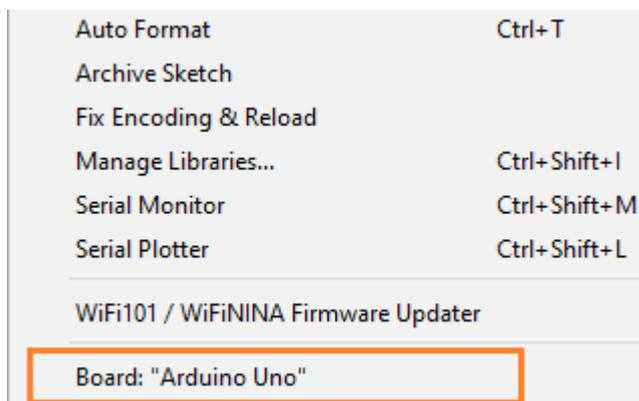 Auto Format Ctrl+T
Archive Sketch
Fix Encoding & Reload
Manage Libraries... Ctrl+Shift+I
Serial Monitor Ctrl+Shift+M
Serial Plotter Ctrl+Shift+L
WiFi101 / WiFiNINA Firmware Updater
Board: "Arduino Uno"